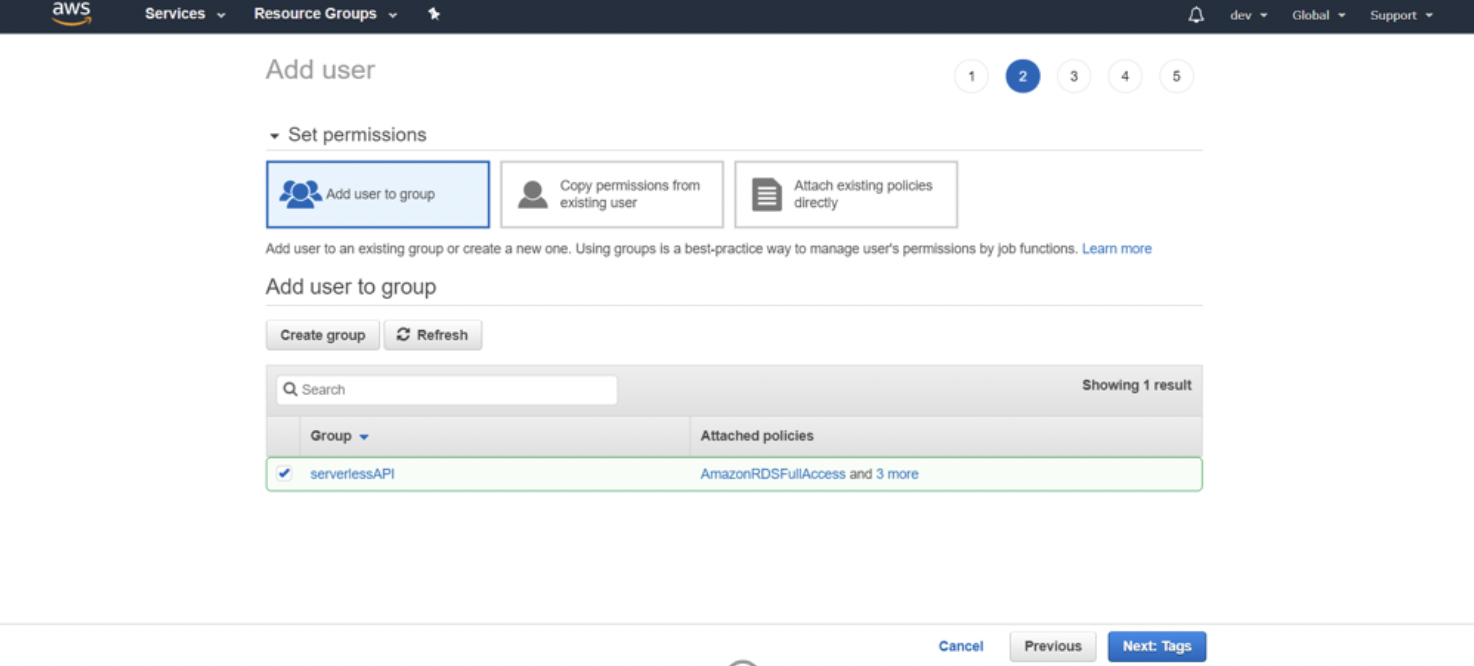 aws Services Resource Groups dev Global Support
Add user 1 2 3 4 5
Set permissions
Add user to group
Copy permissions from
existing user
Attach existing policies
directly
Add user to an existing group or create a new one. Using groups is a best-practice way to manage user's permissions by job functions. Learn more
Add user to group
Create group Refresh
Search Showing 1 result
Group Attached policies
serverlessAPI AmazonRDSFullAccess and 3 more
Cancel Previous Next: Tags